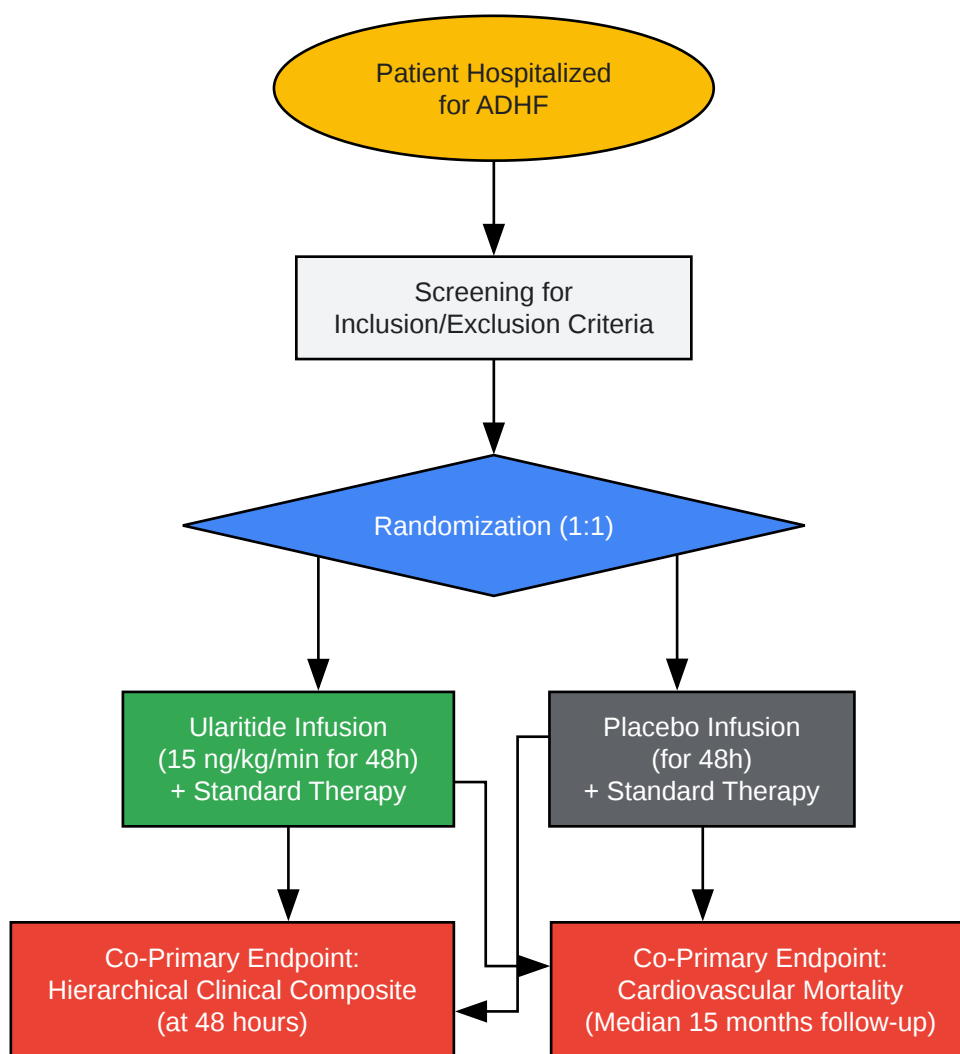 Patient Hospitalized
for ADHF
Screening for
Inclusion/Exclusion Criteria
Randomization (1:1)
Ularitide Infusion
(15 ng/kg/min for 48h)
+ Standard Therapy
Placebo Infusion
(for 48h)
+ Standard Therapy
Co-Primary Endpoint:
Hierarchical Clinical Composite
(at 48 hours)
Co-Primary Endpoint:
Cardiovascular Mortality
(Median 15 months follow-up)